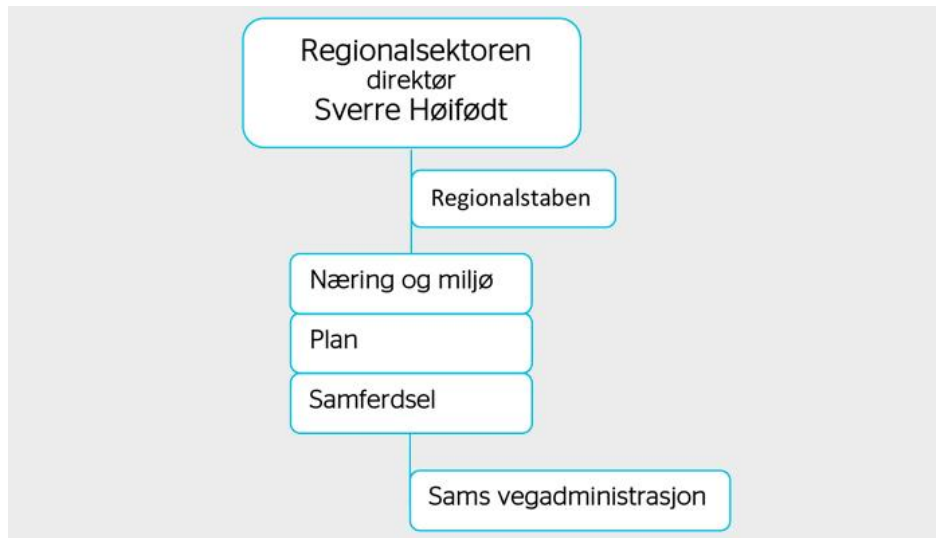 Regionalsektoren
direktør
Sverre Høifødt
Regionalstaben
Næring og miljø
Plan
Samferdsel
Sams vegadministrasjon